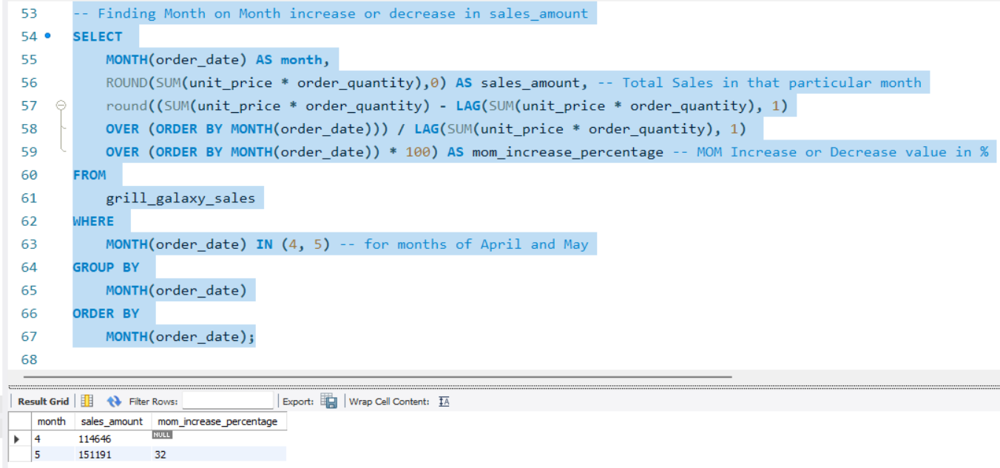 53 -- Finding Month on Month increase or decrease in sales_amount
54 SELECT
55 MONTH(order_date) AS month,
56 ROUND(SUM(unit_price * order_quantity),0) AS sales_amount, -- Total Sales in that particular month
57 round((SUM(unit_price * order_quantity) - LAG(SUM(unit_price * order_quantity), 1)
58 OVER (ORDER BY MONTH(order_date))) / LAG(SUM(unit_price * order_quantity), 1)
59 OVER (ORDER BY MONTH(order_date)) * 100) AS mom_increase_percentage -- MOM Increase or Decrease value in %
60 FROM
61 grill_galaxy_sales
62 WHERE
63 MONTH(order_date) IN (4, 5) -- for months of April and May
64 GROUP BY
65 MONTH(order_date)
66 ORDER BY
67 MONTH(order_date);
68
Result Grid Filter Rows: Export: Wrap Cell Content: IA
month sales_amount mom_increase_percentage
4 114646 NULL
5 151191 32